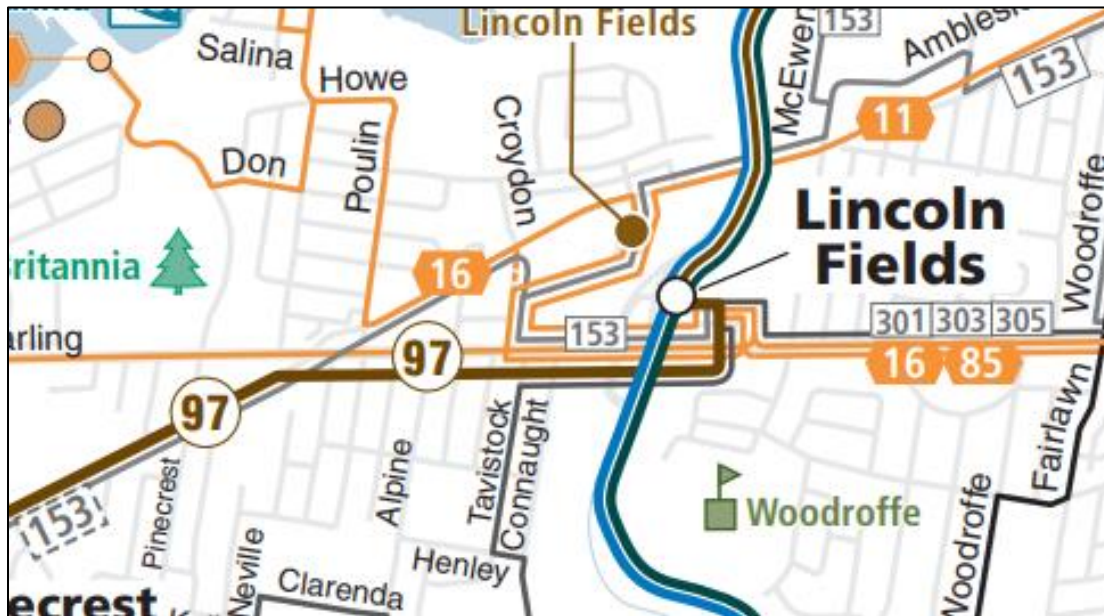 Lincoln Fields
Salina
Howe
McEwen
153
153
11
Don
Poulin
Croydon
Lincoln
Fields
Woodroffe
ritannia
16
arling
153
301 303 305
16 85
97
97
Fairlawn
153
Pinecrest
Alpine
Tavistock
Connaught
Woodroffe
Woodroffe
Neville
Henley
Clarenda
ecrest